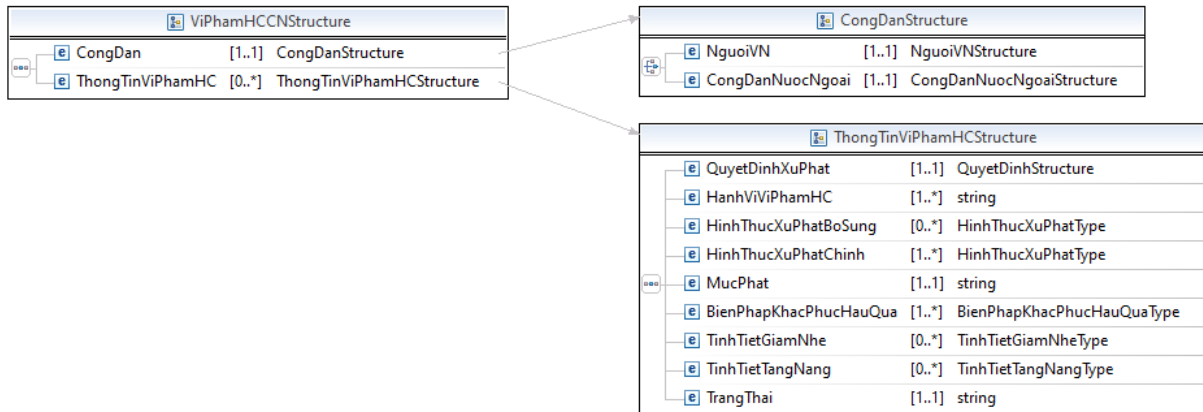 ViPhamHCCNStructure
e CongDan [1..1] CongDanStructure
e ThongTinViPhamHC [0..*] ThongTinViPhamHCStructure
CongDanStructure
e NguoiVN [1..1] NguoiVNStructure
e CongDanNuocNgoai [1..1] CongDanNuocNgoaiStructure
ThongTinViPhamHCStructure
e QuyetDinhXuPhat [1..1] QuyetDinhStructure
e HanhViViPhamHC [1..*] string
e HinhThucXuPhatBoSung [0..*] HinhThucXuPhatType
e HinhThucXuPhatChinh [1..*] HinhThucXuPhatType
e MucPhat [1..1] string
e BienPhapKhacPhucHauQua [1..*] BienPhapKhacPhucHauQuaType
e TinhTietGiamNhe [0..*] TinhTietGiamNheType
e TinhTietTangNang [0..*] TinhTietTangNangType
e TrangThai [1..1] string